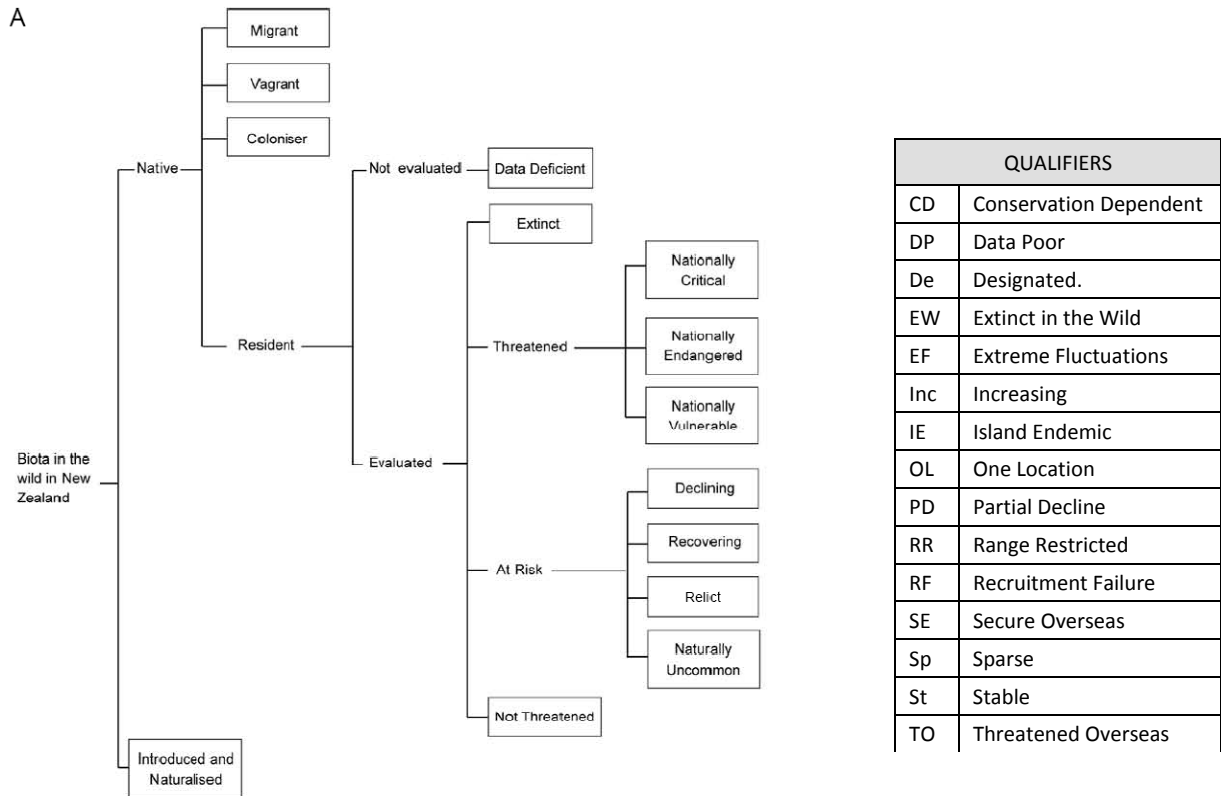 A
Migrant
Vagrant
Coloniser
Native
Not evaluated
Data Deficient
Extinct
Nationally
Critical
Resident
Threatened
Nationally
Endangered
Nationally
Vulnerable
Biota in the
wild in New
Zealand
Evaluated
Declining
Recovering
At Risk
Relict
Naturally
Uncommon
Not Threatened
Introduced and
Naturalised
QUALIFIERS
CD Conservation Dependent
DP Data Poor
De Designated.
EW Extinct in the Wild
EF Extreme Fluctuations
Inc Increasing
IE Island Endemic
OL One Location
PD Partial Decline
RR Range Restricted
RF Recruitment Failure
SE Secure Overseas
Sp Sparse
St Stable
TO Threatened Overseas